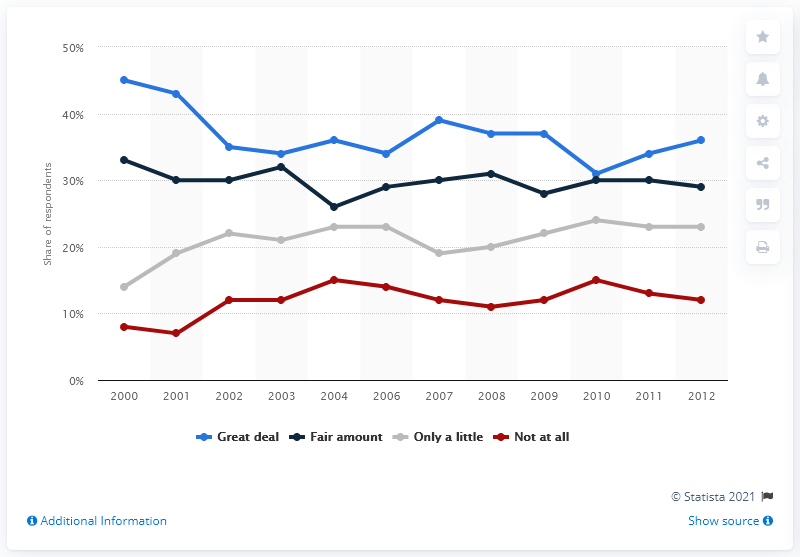 50%
40%
30%
20%
10%
0%
Share of respondents
2000 2001 2002 2003 2004 2006 2007 2008 2009 2010 2011 2012
Great deal Fair amount Only a little Not at all
© Statista 2021
Additional Information Show source